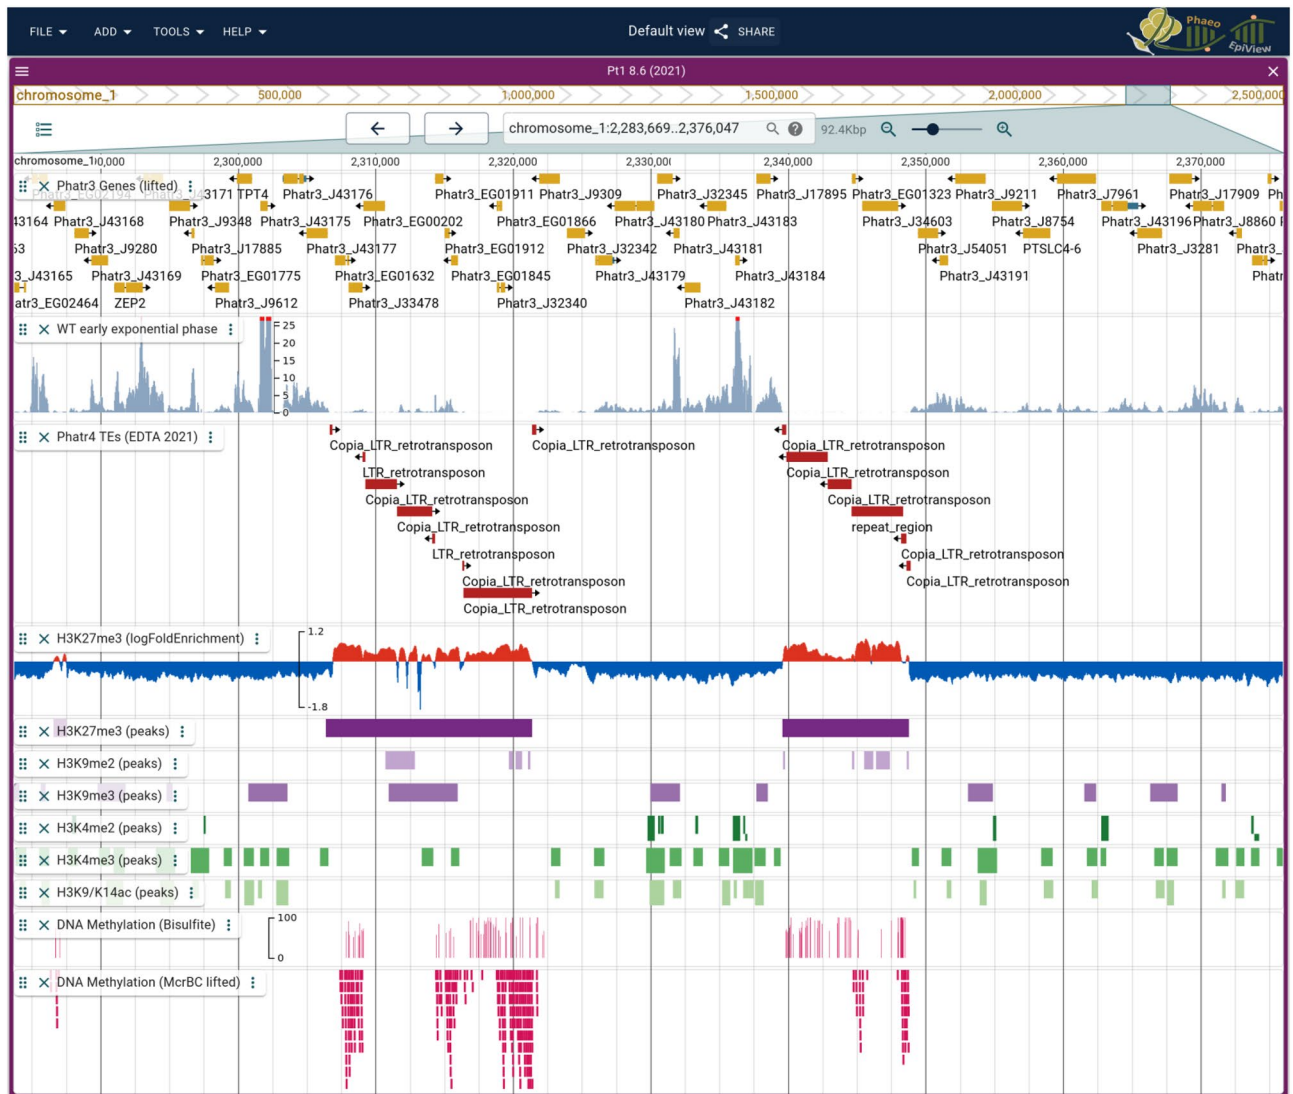 FILE ADD TOOLS HELP Default view SHARE Phaeo EpiView
Pt1 8.6 (2021)
chromosome_1 500,000 1,000,000 1,500,000 2,000,000 2,500,000
chromosome_1:2,283,669..2,376,047 92.4Kbp
chromosome_1 2,300,000 2,310,000 2,320,000 2,330,000 2,340,000 2,350,000 2,360,000 2,370,000
Phatr3 Genes (lifted)
43171 TPT4 Phatr3_J43176 Phatr3_EG01911 Phatr3_J9309 Phatr3_J32345 Phatr3_J17895 Phatr3_EG01323 Phatr3_J9211 Phatr3_J7961 Phatr3_J17909 Ph
43164 Phatr3_J43168 Phatr3_J9348 Phatr3_J43175 Phatr3_EG00202 Phatr3_EG01866 Phatr3_J43180 Phatr3_J43183 Phatr3_J34603 Phatr3_J8754 Phatr3_J43196 Phatr3_J8860 P
63 Phatr3_J9280 Phatr3_J17885 Phatr3_J43177 Phatr3_EG01912 Phatr3_J32342 Phatr3_J43181 Phatr3_J54051 PTSLC4-6 Phatr3_J3281 Phatr3_
3_J43165 Phatr3_J43169 Phatr3_EG01775 Phatr3_EG01632 Phatr3_EG01845 Phatr3_J43179 Phatr3_J43184 Phatr3_J43191 Phatr
atr3_EG02464 ZEP2 Phatr3_J9612 Phatr3_J33478 Phatr3_J32340 Phatr3_J43182
WT early exponential phase
25
20
15
10
5
0
Phatr4 TEs (EDTA 2021)
Copia_LTR_retrotransposon Copia_LTR_retrotransposon Copia_LTR_retrotransposon
LTR_retrotransposon Copia_LTR_retrotransposon
Copia_LTR_retrotransposon Copia_LTR_retrotransposon
Copia_LTR_retrotransposon repeat_region
LTR_retrotransposon Copia_LTR_retrotransposon
Copia_LTR_retrotransposon Copia_LTR_retrotransposon
Copia_LTR_retrotransposon
H3K27me3 (logFoldEnrichment) 1.2
-1.8
H3K27me3 (peaks)
H3K9me2 (peaks)
H3K9me3 (peaks)
H3K4me2 (peaks)
H3K4me3 (peaks)
H3K9/K14ac (peaks)
DNA Methylation (Bisulfite) 100
0
DNA Methylation (McrBC lifted)